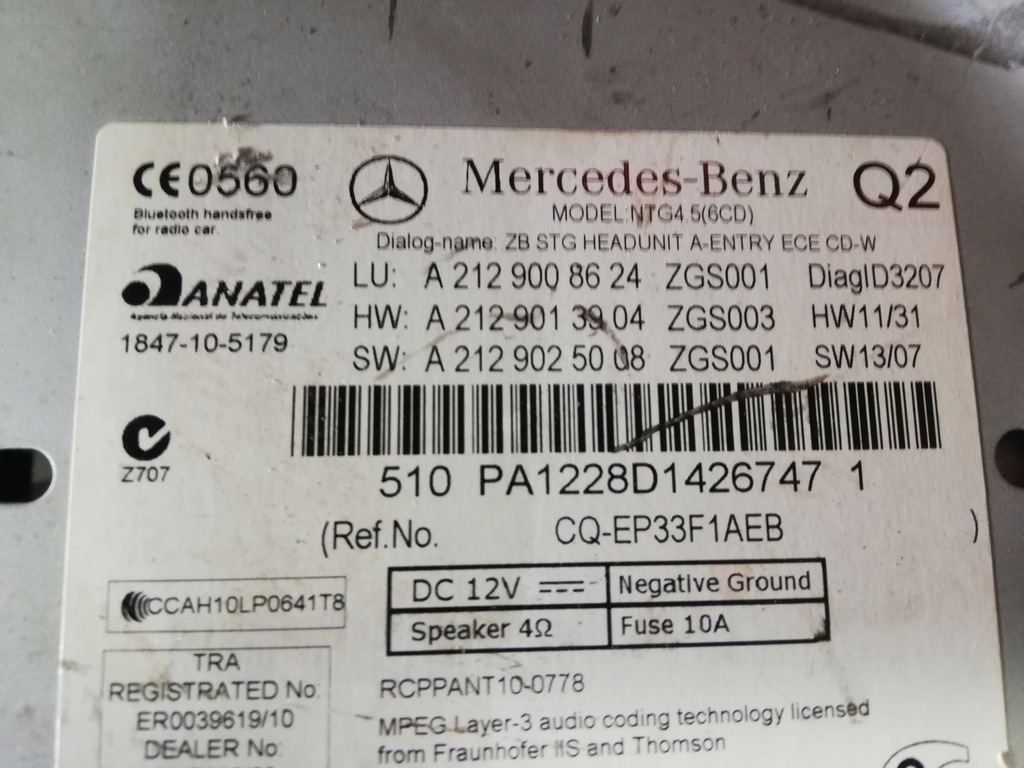 CE0560
Bluetooth handsfree
for radio car.
Mercedes-Benz Q2
MODEL:NTG4.5(6CD)
Dialog-name: ZB STG HEADUNIT A-ENTRY ECE CD-W
ANATEL
Agência Nacional de Telecomunicações
1847-10-5179
LU: A 212 900 86 24 ZGS001 DiagID3207
HW: A 212 901 39 04 ZGS003 HW11/31
SW: A 212 902 50 08 ZGS001 SW13/07
Z707
510 PA1228D1426747 1
(Ref.No. CQ-EP33F1AEB )
CCAH10LP0641T8
DC 12V Negative Ground
Speaker 4Ω Fuse 10A
TRA
REGISTRATED No:
ER0039619/10
DEALER No:
RCPPANT10-0778
MPEG Layer-3 audio coding technology licensed
from Fraunhofer IIS and Thomson